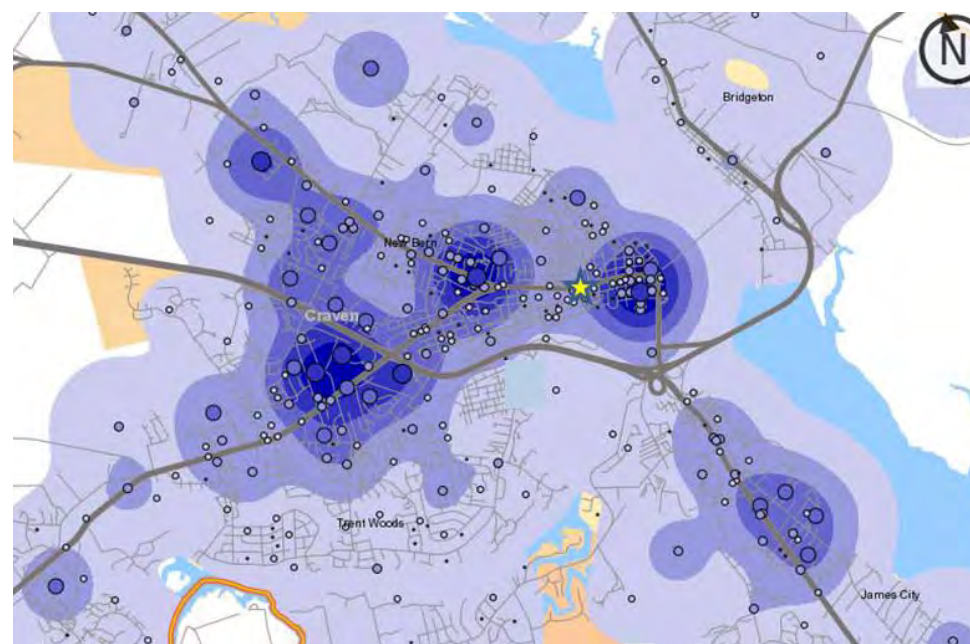 N
Bridgeton
New Bern
Craven
Trent Woods
James City